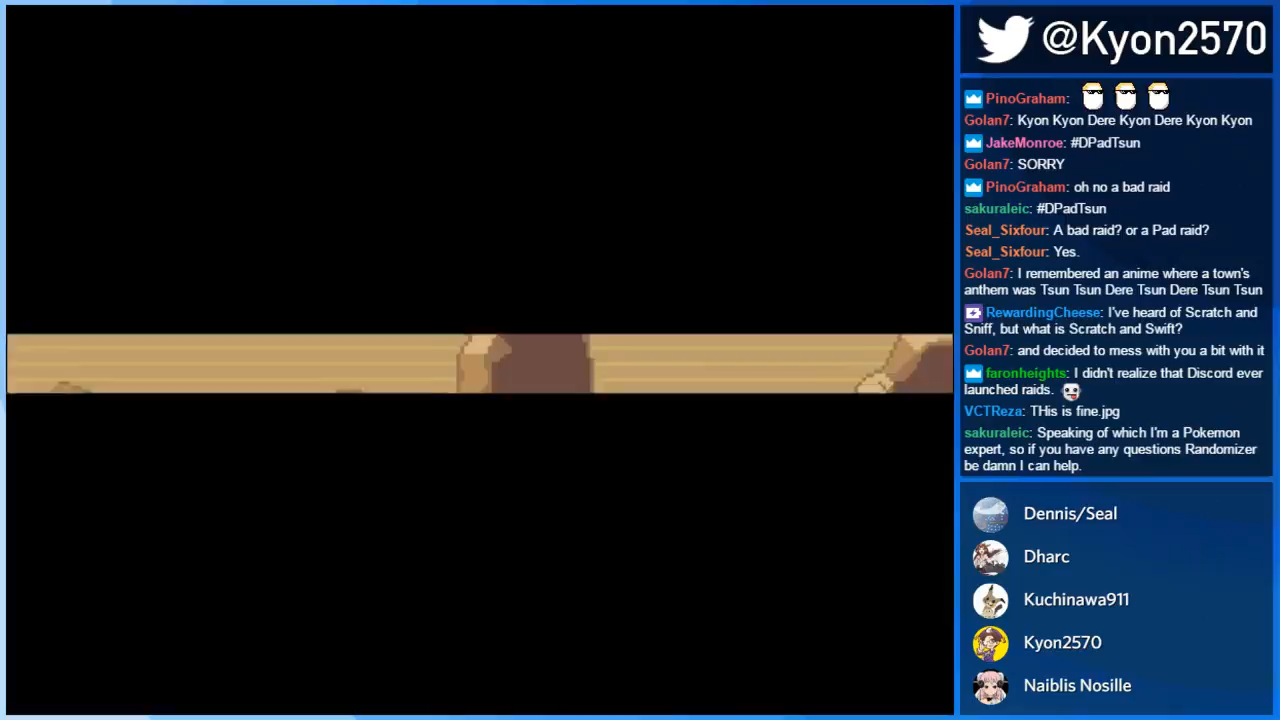 @Kyon2570
PinoGraham:
Golan7: Kyon Kyon Dere Kyon Dere Kyon Kyon
JakeMonroe: #DPadTsun
Golan7: SORRY
PinoGraham: oh no a bad raid
sakuraleic: #DPadTsun
Seal_Sixfour: A bad raid? or a Pad raid?
Seal_Sixfour: Yes.
Golan7: I remembered an anime where a town's
anthem was Tsun Tsun Dere Tsun Dere Tsun Tsun
RewardingCheese: I've heard of Scratch and
Sniff, but what is Scratch and Swift?
Golan7: and decided to mess with you a bit with it
faronheights: I didn't realize that Discord ever
launched raids.
VCTReza: THis is fine.jpg
sakuraleic: Speaking of which I'm a Pokemon
expert, so if you have any questions Randomizer
be damn I can help.
Dennis/Seal
Dharc
Kuchinawa911
Kyon2570
Naiblis Nosille